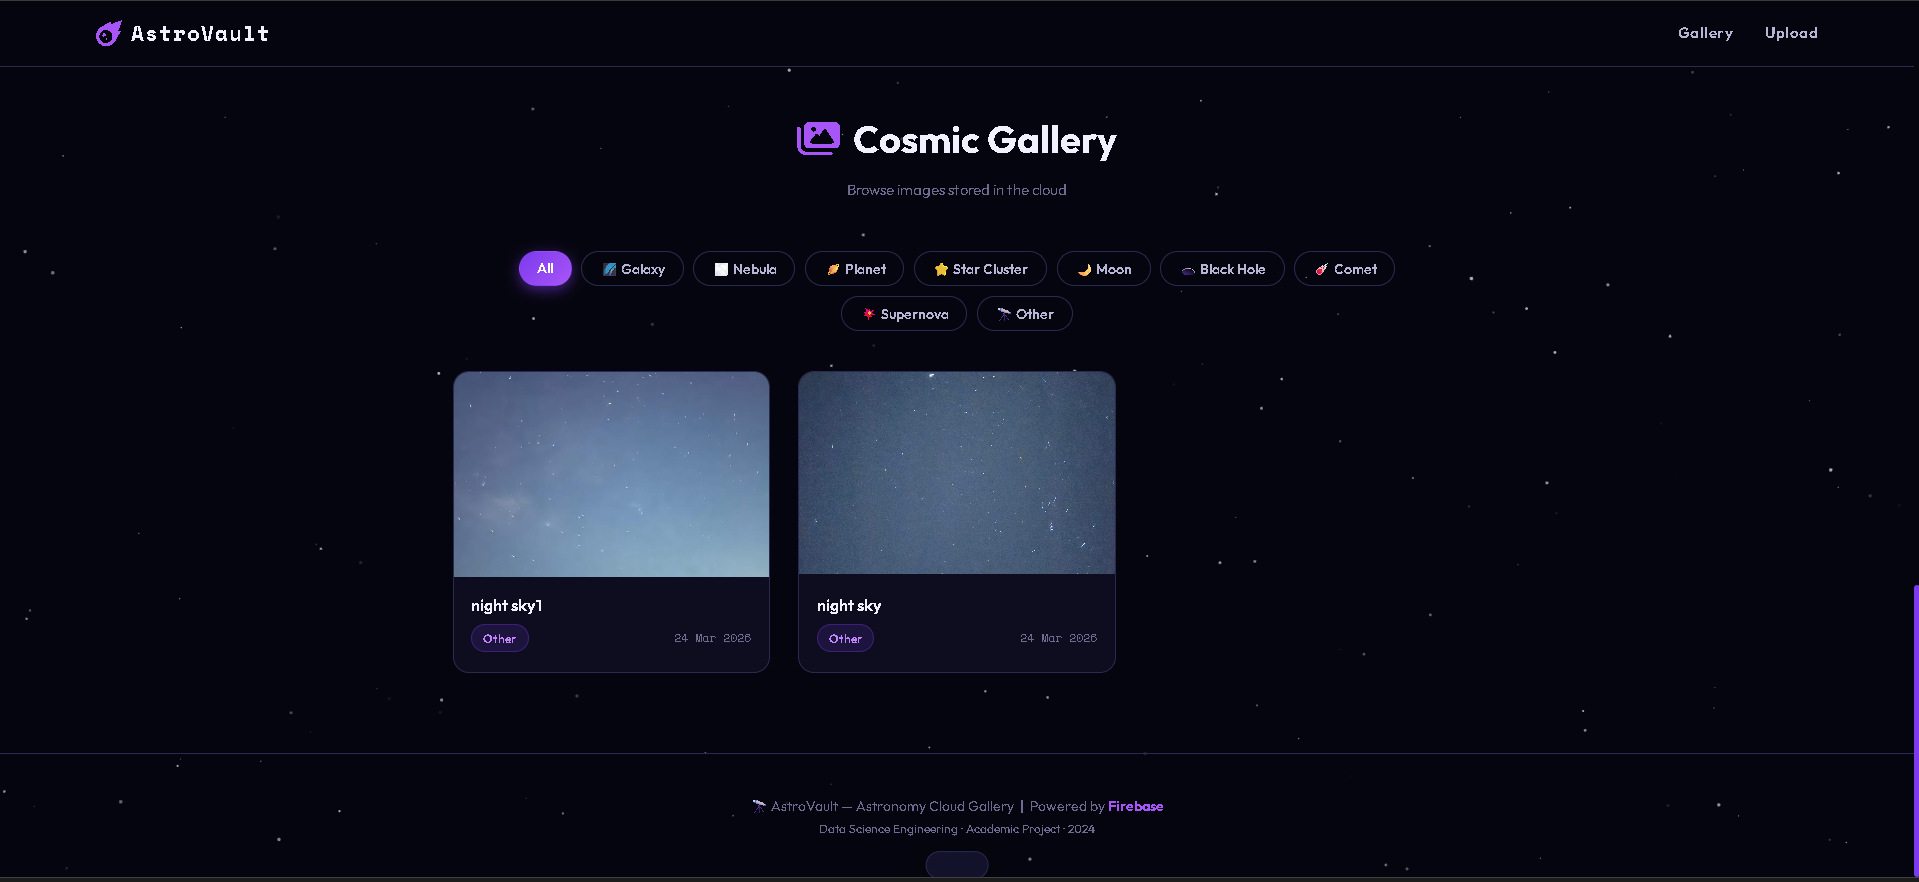 AstroVault
Gallery Upload
Cosmic Gallery
Browse images stored in the cloud
All Galaxy Nebula Planet Star Cluster Moon Black Hole Comet
Supernova Other
night sky1
Other 24 Mar 2026
night sky
Other 24 Mar 2026
AstroVault — Astronomy Cloud Gallery | Powered by Firebase
Data Science Engineering · Academic Project · 2024